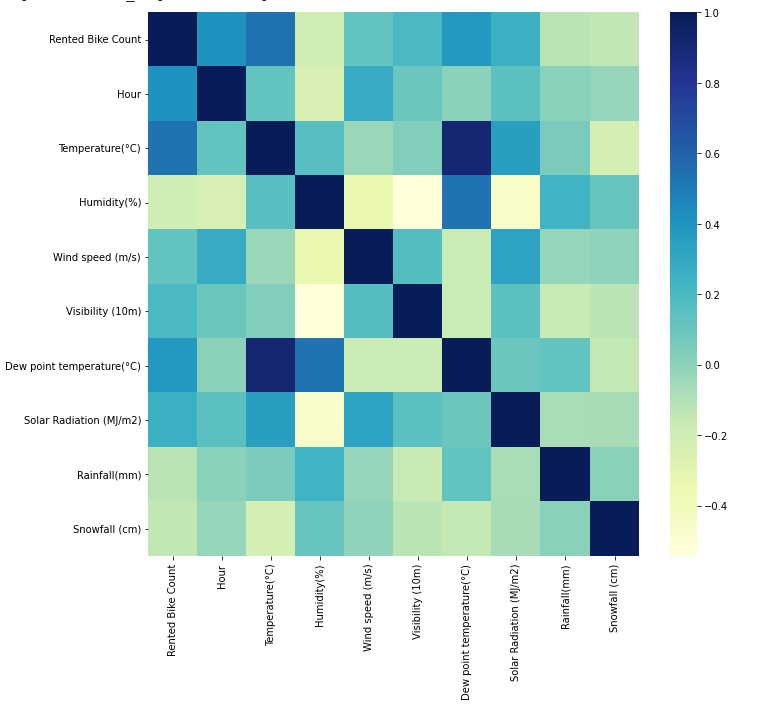 Rented Bike Count
Hour
Temperature(°C)
Humidity(%)
Wind speed (m/s)
Visibility (10m)
Dew point temperature(°C)
Solar Radiation (MJ/m2)
Rainfall(mm)
Snowfall (cm)
Rented Bike Count
Hour
Temperature(°C)
Humidity(%)
Wind speed (m/s)
Visibility (10m)
Dew point temperature(°C)
Solar Radiation (MJ/m2)
Rainfall(mm)
Snowfall (cm)
1.0
0.8
0.6
0.4
0.2
0.0
−0.2
−0.4